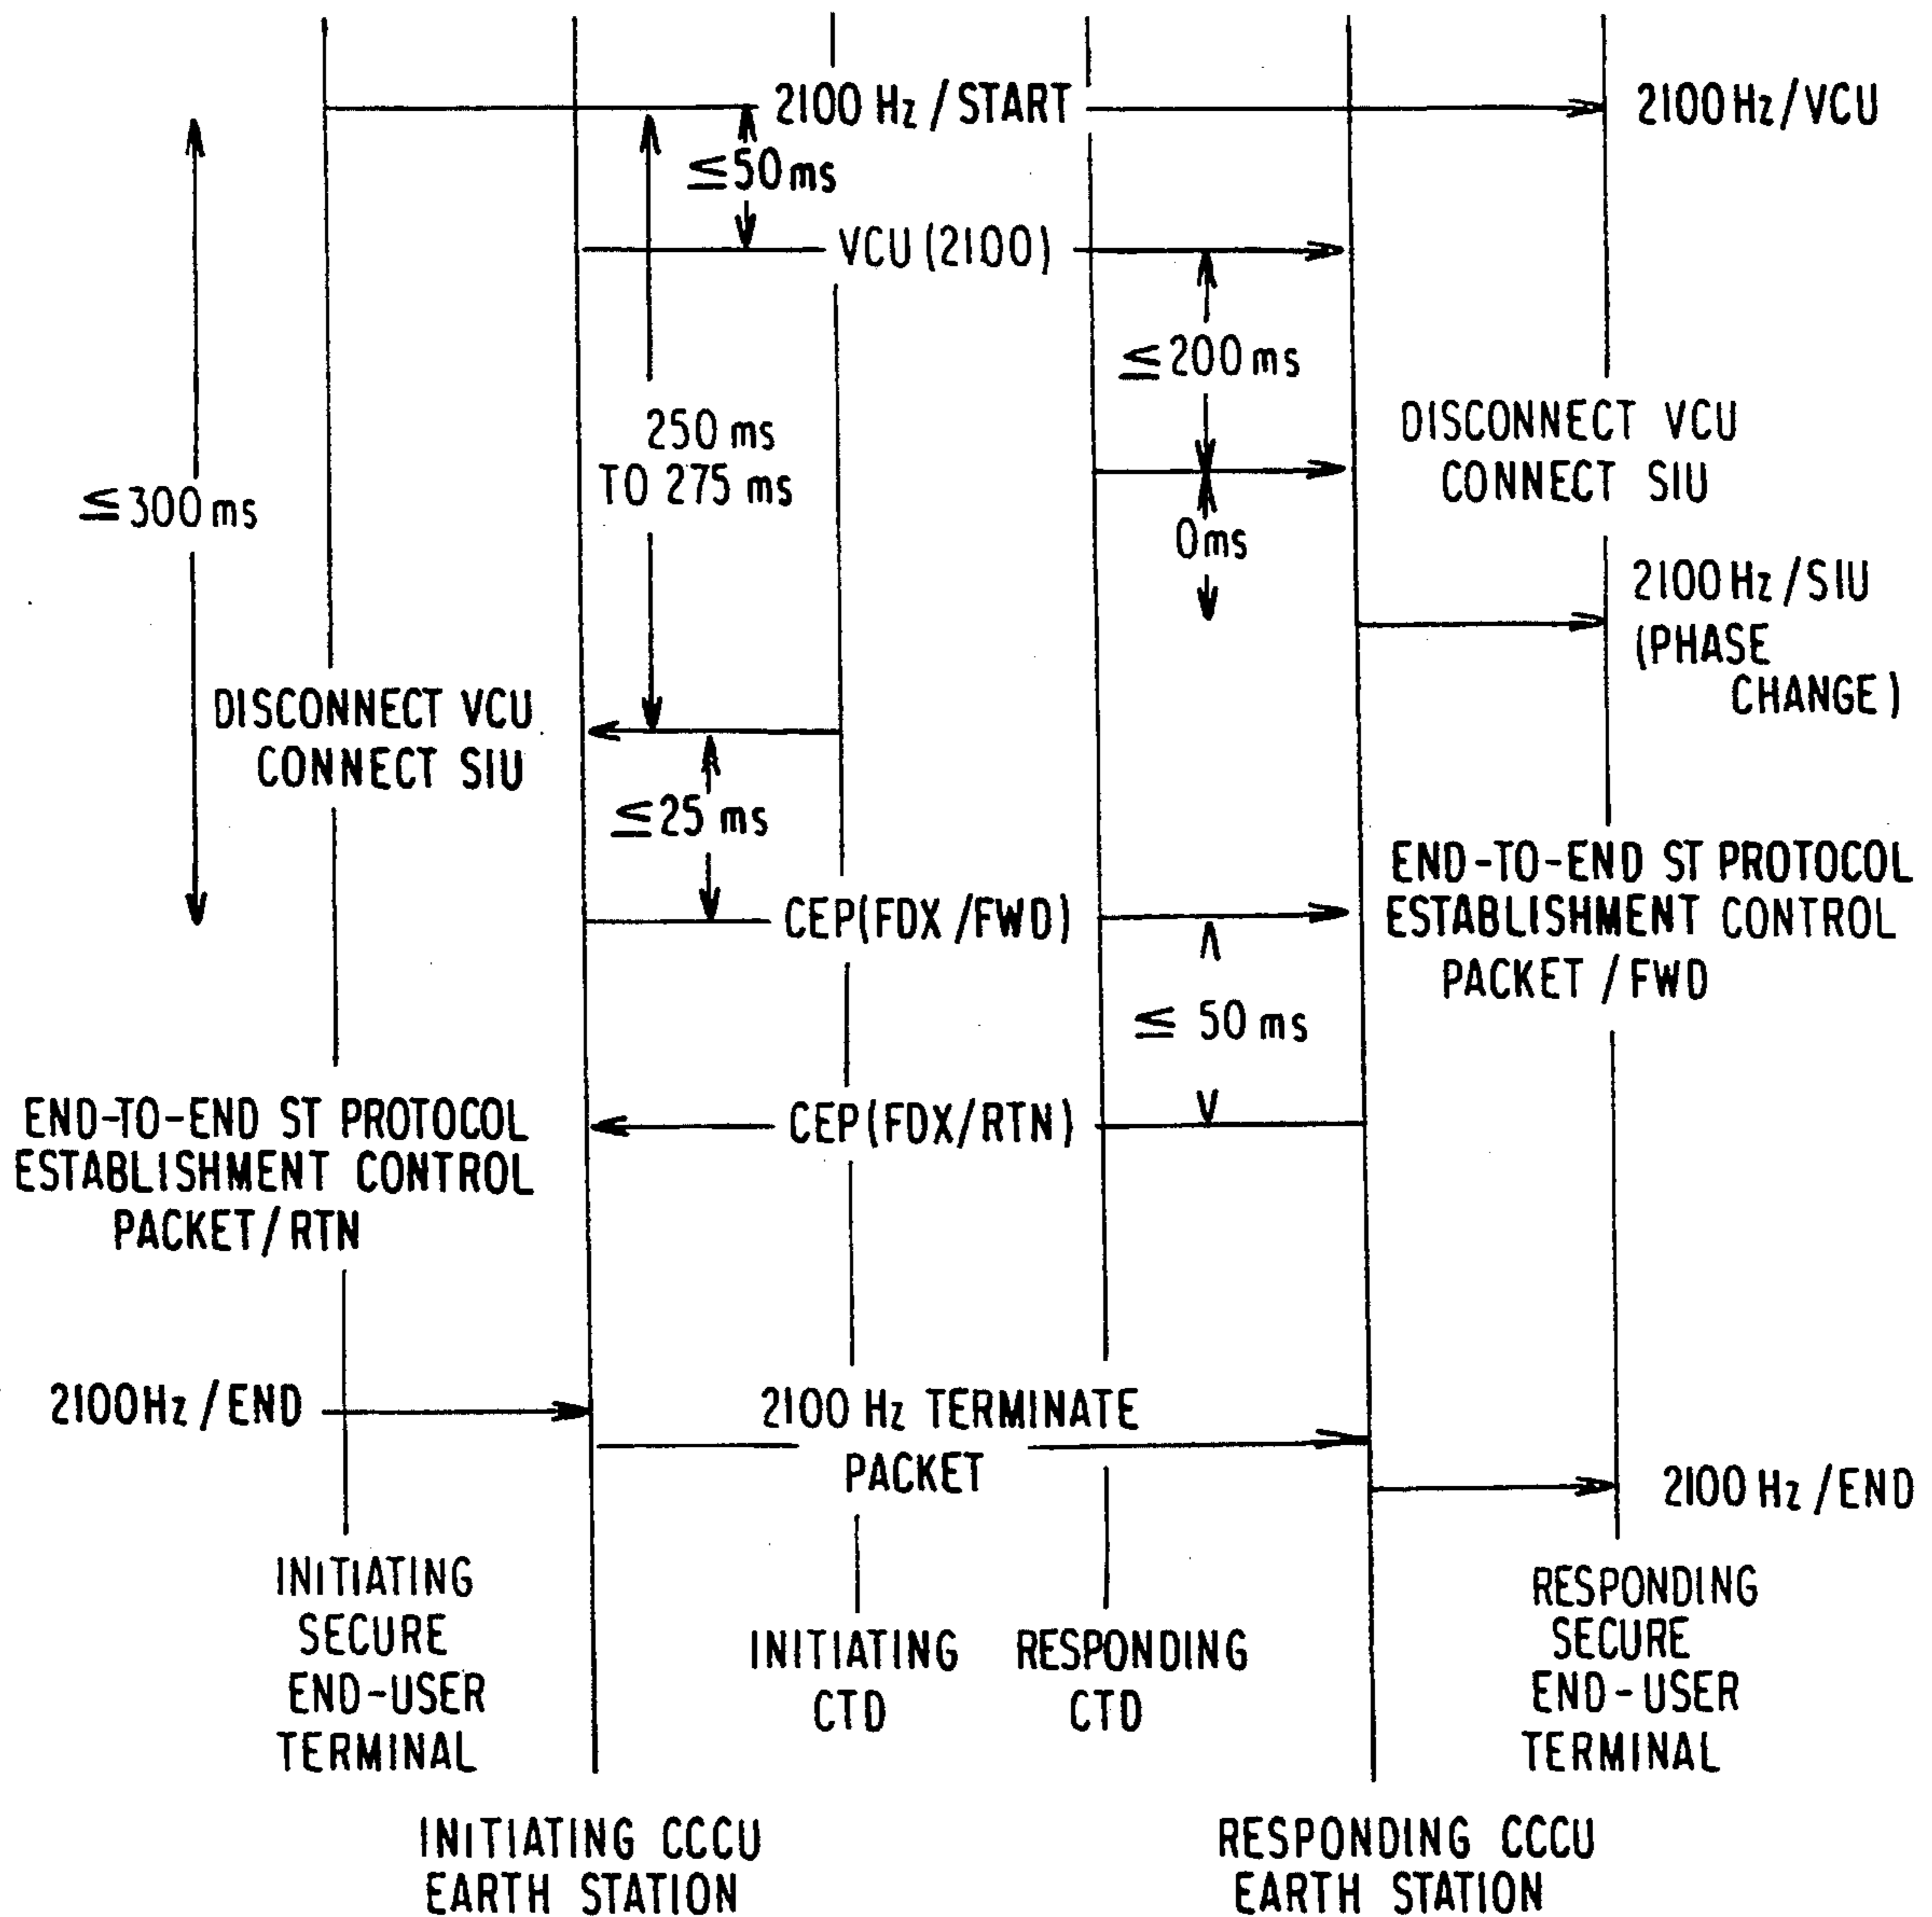 2100 Hz / START
2100 Hz / VCU
≤50 ms
VCU (2100)
≤200 ms
DISCONNECT VCU
CONNECT SIU
250 ms
TO 275 ms
≤300 ms
0 ms
2100 Hz / SIU
(PHASE
CHANGE)
DISCONNECT VCU
CONNECT SIU
≤25 ms
END-TO-END ST PROTOCOL
ESTABLISHMENT CONTROL
PACKET / FWD
CEP(FDX /FWD)
≤ 50 ms
CEP(FDX/RTN)
END-TO-END ST PROTOCOL
ESTABLISHMENT CONTROL
PACKET/RTN
2100Hz / END
2100 Hz TERMINATE
PACKET
2100 Hz / END
INITIATING
SECURE
END-USER
TERMINAL
INITIATING
CTD
RESPONDING
CTD
RESPONDING
SECURE
END-USER
TERMINAL
INITIATING CCCU
EARTH STATION
RESPONDING CCCU
EARTH STATION